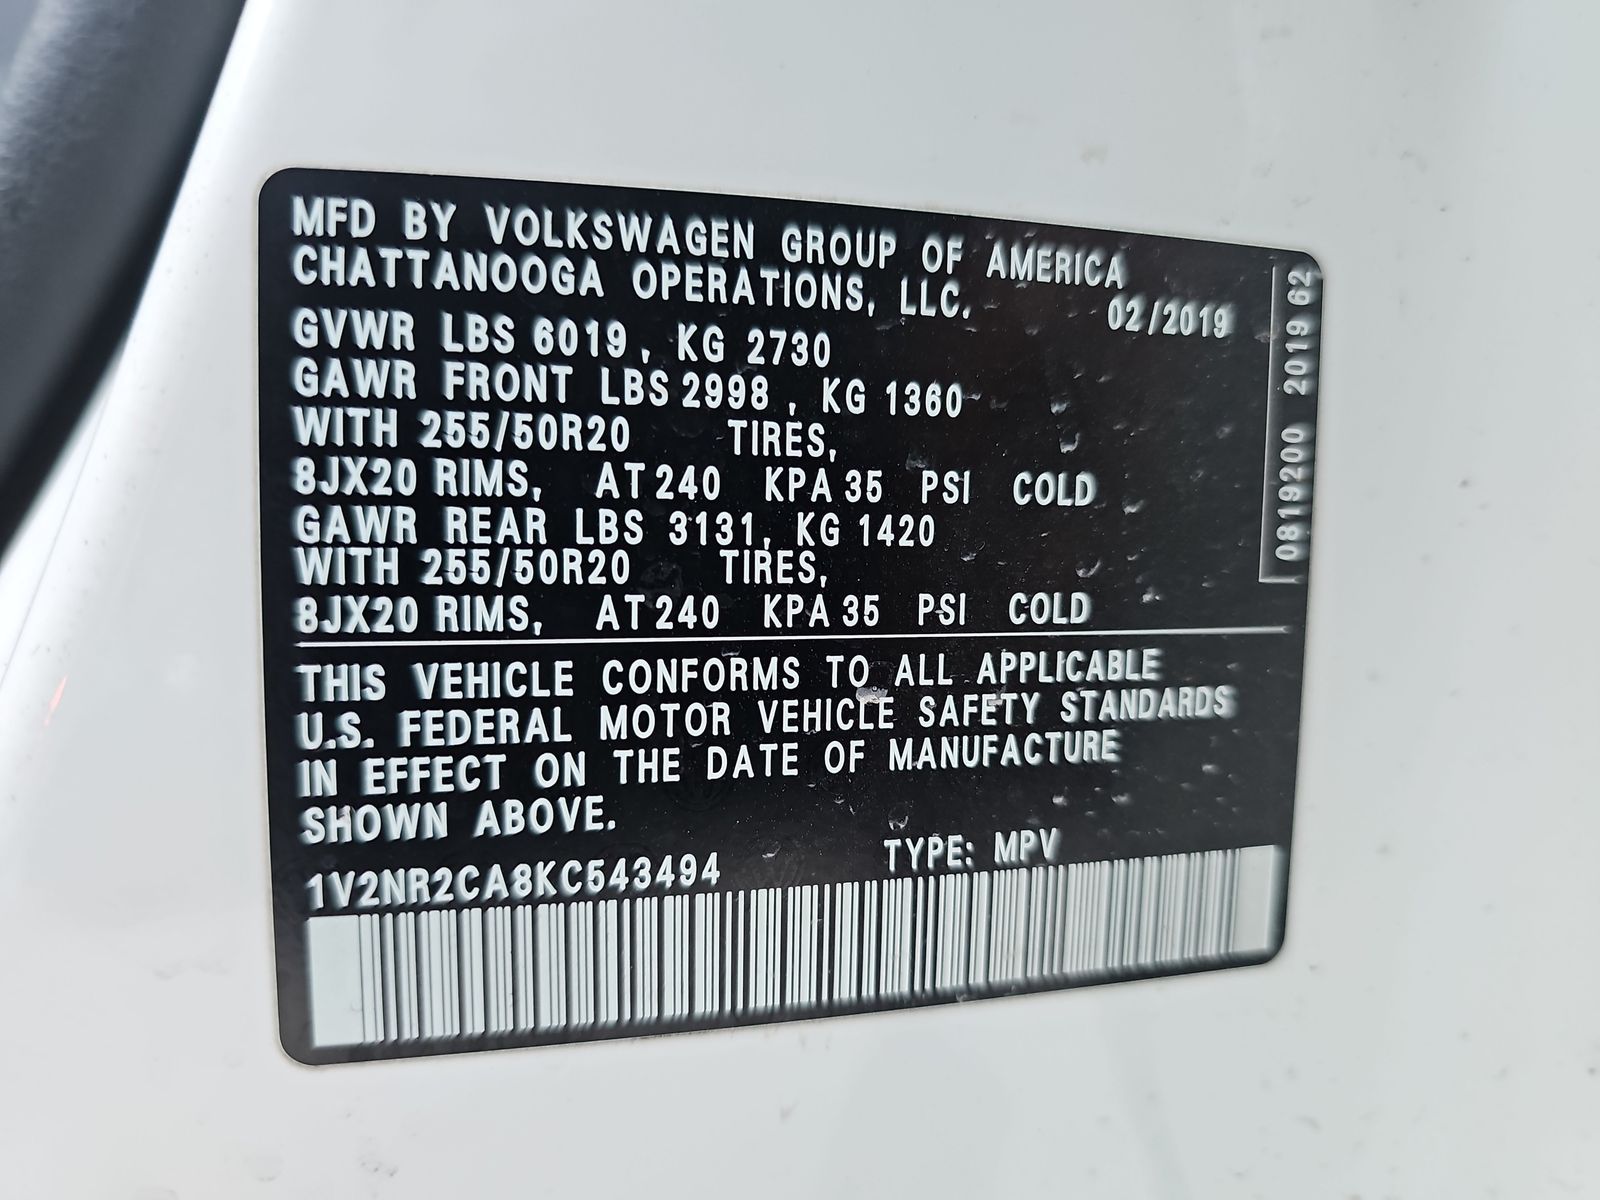 MFD BY VOLKSWAGEN GROUP OF AMERICA
CHATTANOOGA OPERATIONS, LLC.
02/2019
GVWR LBS 6019, KG 2730
GAWR FRONT LBS 2998, KG 1360
WITH 255/50R20 TIRES,
8JX20 RIMS, AT 240 KPA 35 PSI COLD
GAWR REAR LBS 3131, KG 1420
WITH 255/50R20 TIRES,
8JX20 RIMS, AT 240 KPA 35 PSI COLD
THIS VEHICLE CONFORMS TO ALL APPLICABLE
U.S. FEDERAL MOTOR VEHICLE SAFETY STANDARDS
IN EFFECT ON THE DATE OF MANUFACTURE
SHOWN ABOVE.
1V2NR2CA8KC543494 TYPE: MPV
0819200 2019 62